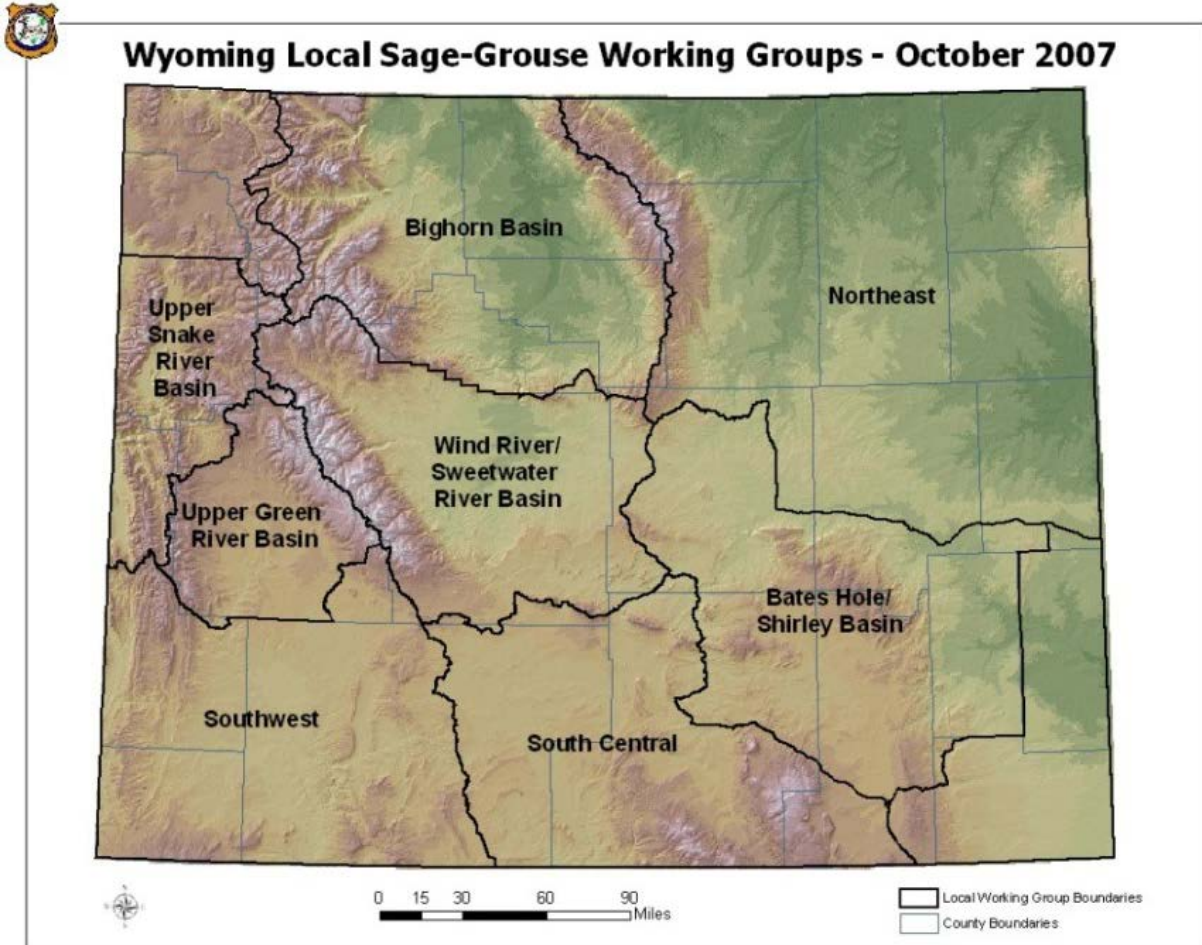 Wyoming Local Sage-Grouse Working Groups - October 2007
Bighorn Basin
Northeast
Upper
Snake
River
Basin
Wind River/
Sweetwater
River Basin
Upper Green
River Basin
Bates Hole/
Shirley Basin
Southwest
South Central
0 15 30 60 90
Miles
Local Working Group Boundaries
County Boundaries